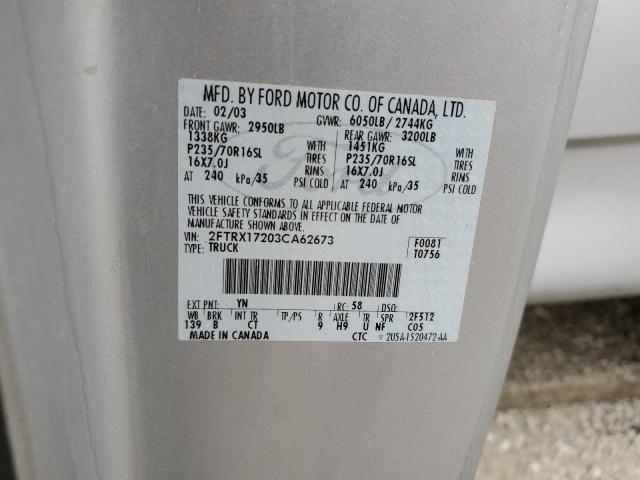 MFD. BY FORD MOTOR CO. OF CANADA, LTD.
DATE: 02/03 GVWR: 6050LB/ 2744KG
FRONT GAWR: 2950LB REAR GAWR: 3200LB
1338KG 1451KG
P235/70R16SL TIRES P235/70R16SL TIRES
16X7.0J RIMS 16X7.0J RIMS
AT 240 kPa/35 PSI COLD AT 240 kPa/35 PSI COLD
THIS VEHICLE CONFORMS TO ALL APPLICABLE FEDERAL MOTOR
VEHICLE SAFETY STANDARDS IN EFFECT ON THE DATE OF
MANUFACTURE SHOWN ABOVE.
VIN: 2FTRX17203CA62673 F0081
TYPE: TRUCK T0756
EXT PNT: YN RC: 58 DSO:
WB BRK INT TR TP/PS R AXLE TR SPR 2F5T2
139 B CT 9 H9 U NF C05
MADE IN CANADA CTC ▽ 2U5A-1520472-AA
Ford